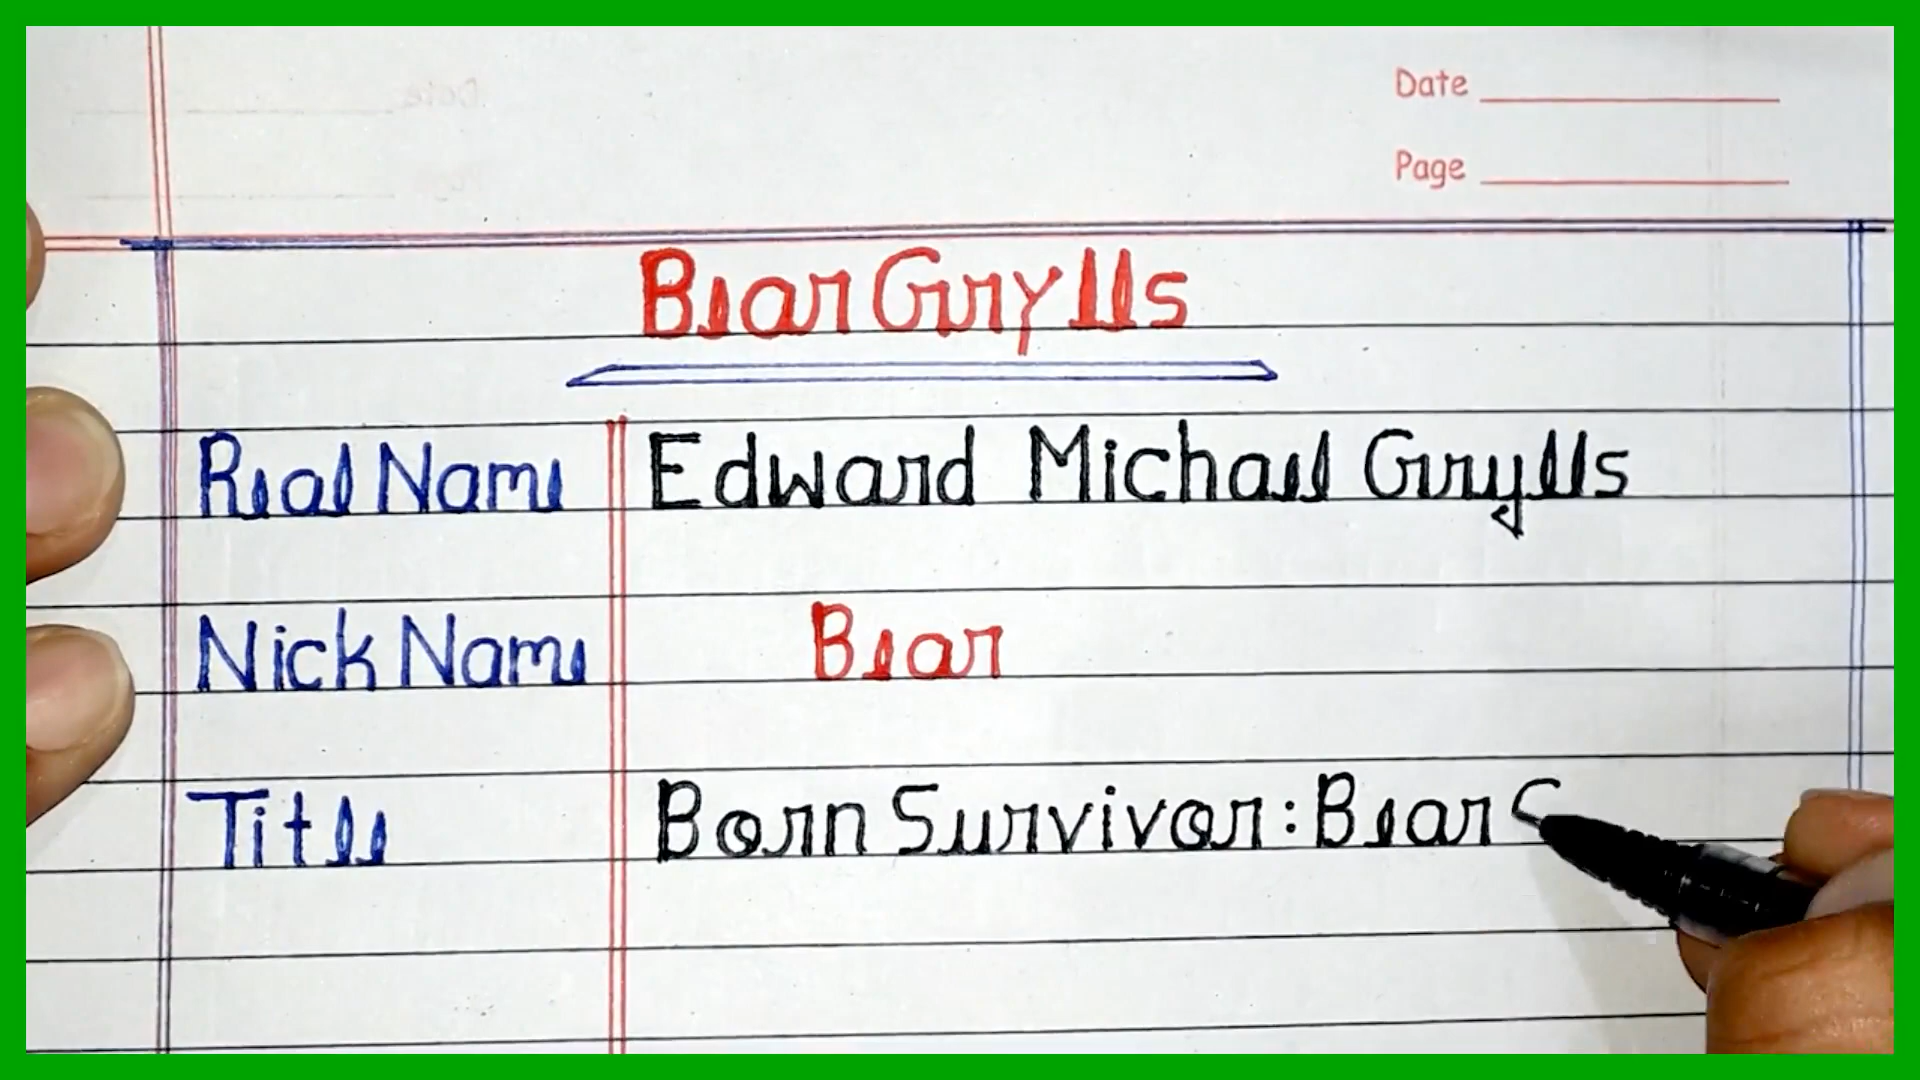 Date
Page
Bear Grylls
Real Name Edward Michael Grylls
Nick Name Bear
Title Born Survivor: Bear G